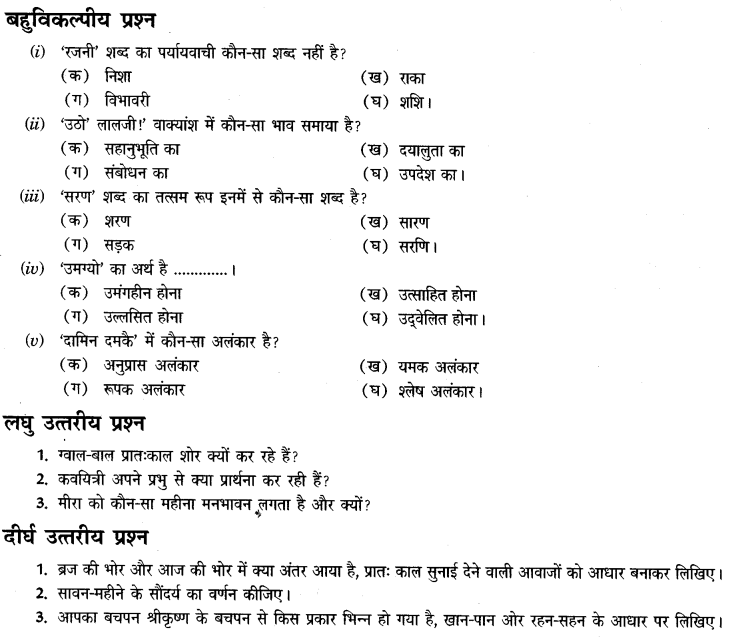 बहुविकल्पीय प्रश्न
(i) ‘रजनी’ शब्द का पर्यायवाची कौन-सा शब्द नहीं है?
(क) निशा (ख) राका
(ग) विभावरी (घ) शशि।
(ii) ‘उठो’ लालजी!’ वाक्यांश में कौन-सा भाव समाया है?
(क) सहानुभूति का (ख) दयालुता का
(ग) संबोधन का (घ) उपदेश का।
(iii) ‘सरण’ शब्द का तत्सम रूप इनमें से कौन-सा शब्द है?
(क) शरण (ख) सारण
(ग) सड़क (घ) सरणि।
(iv) ‘उमग्यो’ का अर्थ है .............।
(क) उमंगहीन होना (ख) उत्साहित होना
(ग) उल्लसित होना (घ) उद्‌वेलित होना।
(v) ‘दामिन दमकै’ में कौन-सा अलंकार है?
(क) अनुप्रास अलंकार (ख) यमक अलंकार
(ग) रूपक अलंकार (घ) श्लेष अलंकार।
लघु उत्तरीय प्रश्न
1. ग्वाल-बाल प्रातःकाल शोर क्यों कर रहे हैं?
2. कवयित्री अपने प्रभु से क्या प्रार्थना कर रही हैं?
3. मीरा को कौन-सा महीना मनभावन लगता है और क्यों?
दीर्घ उत्तरीय प्रश्न
1. ब्रज की भोर और आज की भोर में क्या अंतर आया है, प्रातः काल सुनाई देने वाली आवाजों को आधार बनाकर लिखिए।
2. सावन-महीने के सौंदर्य का वर्णन कीजिए।
3. आपका बचपन श्रीकृष्ण के बचपन से किस प्रकार भिन्न हो गया है, खान-पान ओर रहन-सहन के आधार पर लिखिए।